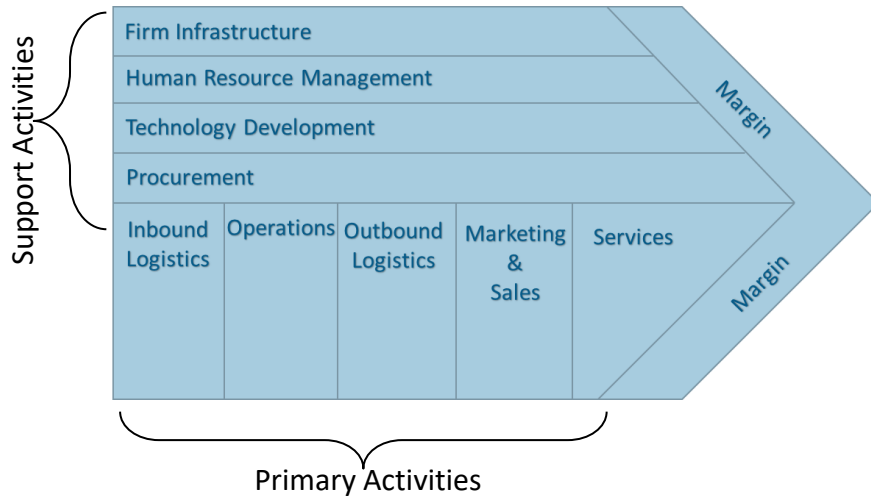 Support Activities
Firm Infrastructure
Human Resource Management
Technology Development
Procurement
Margin
Inbound
Logistics
Operations
Outbound
Logistics
Marketing
&
Sales
Services
Margin
Primary Activities